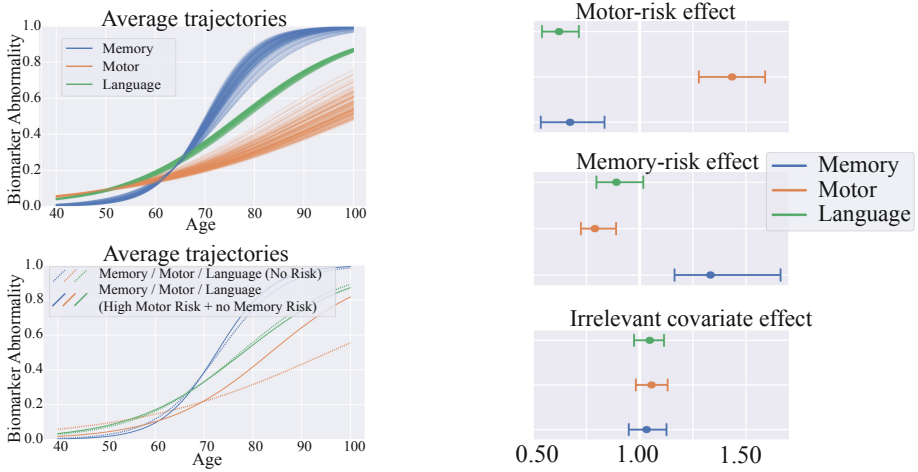 Average trajectories
Biomarker Abnormality
1.0
0.8
0.6
0.4
0.2
0.0
Memory
Motor
Language
40 50 60 70 80 90 100
Age
Average trajectories
Biomarker Abnormality
1.0
0.8
0.6
0.4
0.2
0.0
Memory / Motor / Language (No Risk)
Memory / Motor / Language
(High Motor Risk + no Memory Risk)
40 50 60 70 80 90 100
Age
Motor-risk effect
Memory-risk effect
Memory
Motor
Language
Irrelevant covariate effect
0.50 1.00 1.50